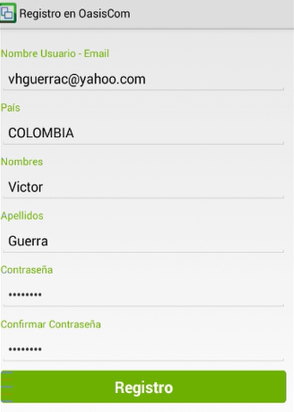 Registro en OasisCom
Nombre Usuario - Email
vhguerrac@yahoo.com
País
COLOMBIA
Nombres
Victor
Apellidos
Guerra
Contraseña
••••••••
Confirmar Contraseña
••••••••
Registro